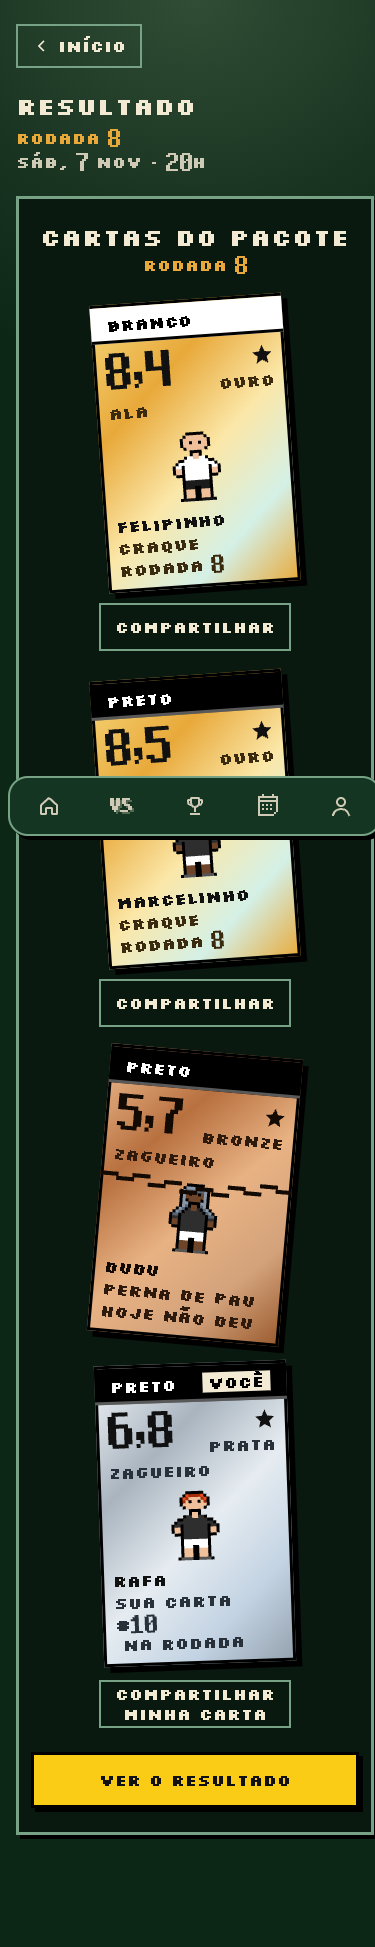 INÍCIO
RESULTADO
RODADA 8
SÁB, 7 NOV · 20H
CARTAS DO PACOTE
RODADA 8
BRANCO
8,4
OURO
ALA
FELIPINHO
CRAQUE
RODADA 8
COMPARTILHAR
PRETO
8,5
OURO
VS
MARCELINHO
CRAQUE
RODADA 8
COMPARTILHAR
PRETO
5,7
BRONZE
ZAGUEIRO
DUDU
PERNA DE PAU
HOJE NÃO DEU
PRETO VOCÊ
6,8
PRATA
ZAGUEIRO
RAFA
SUA CARTA
#10
NA RODADA
COMPARTILHAR
MINHA CARTA
VER O RESULTADO